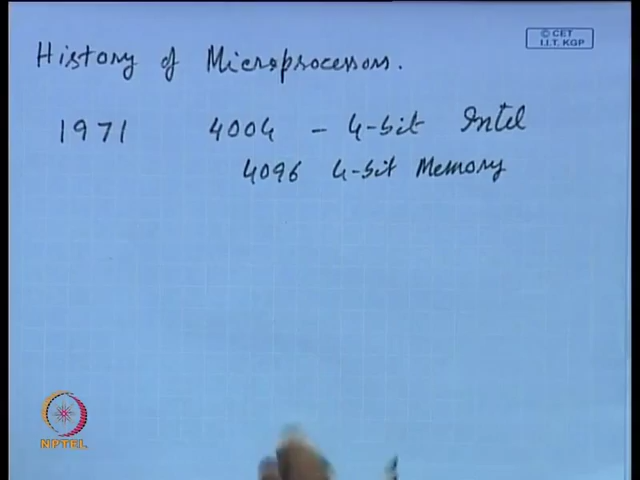 © CET
I.I.T. KGP
History of Microprocessors.
1971 4004 - 4-bit Intel
4096 4-bit Memory
NPTEL